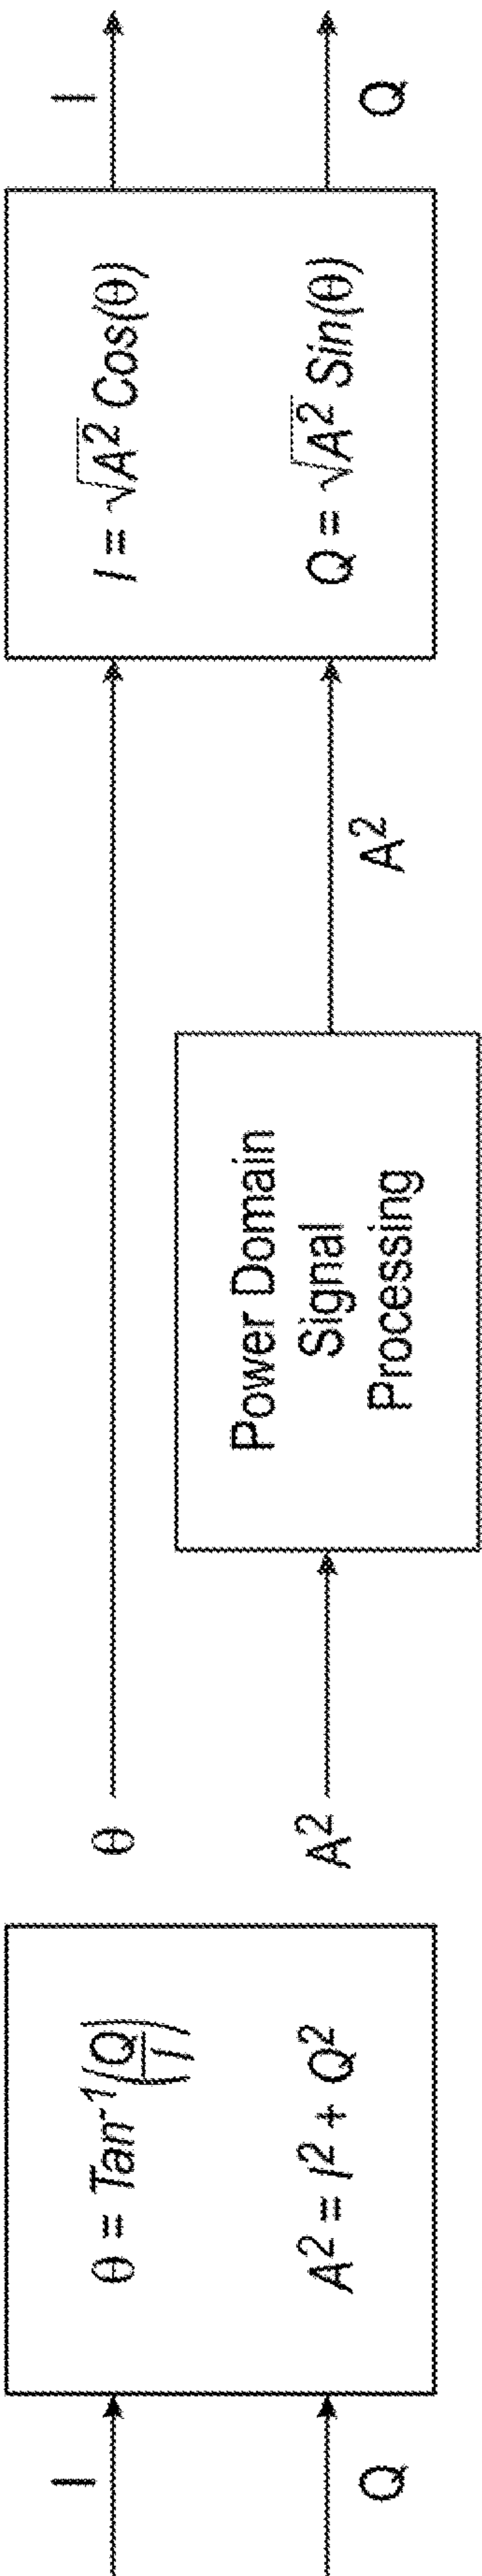 I
Q
θ = Tan⁻¹(Q/I)
A² = I² + Q²
θ
A²
Power Domain
Signal
Processing
A²
I = √A² Cos(θ)
Q = √A² Sin(θ)
I
Q